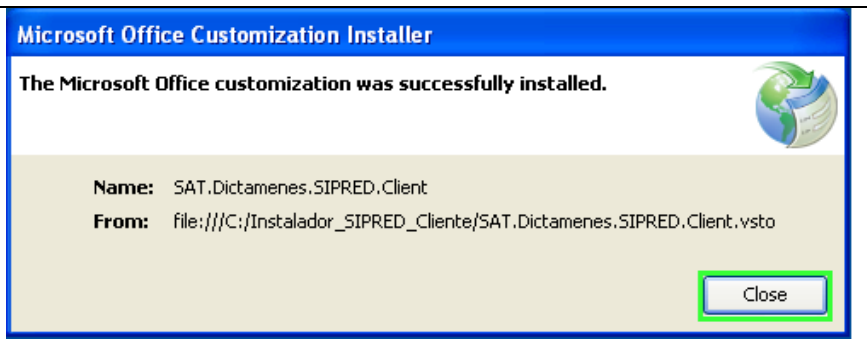 Microsoft Office Customization Installer
The Microsoft Office customization was successfully installed.
Name: SAT.Dictamenes.SIPRED.Client
From: file:///C:/Instalador_SIPRED_Cliente/SAT.Dictamenes.SIPRED.Client.vsto
Close